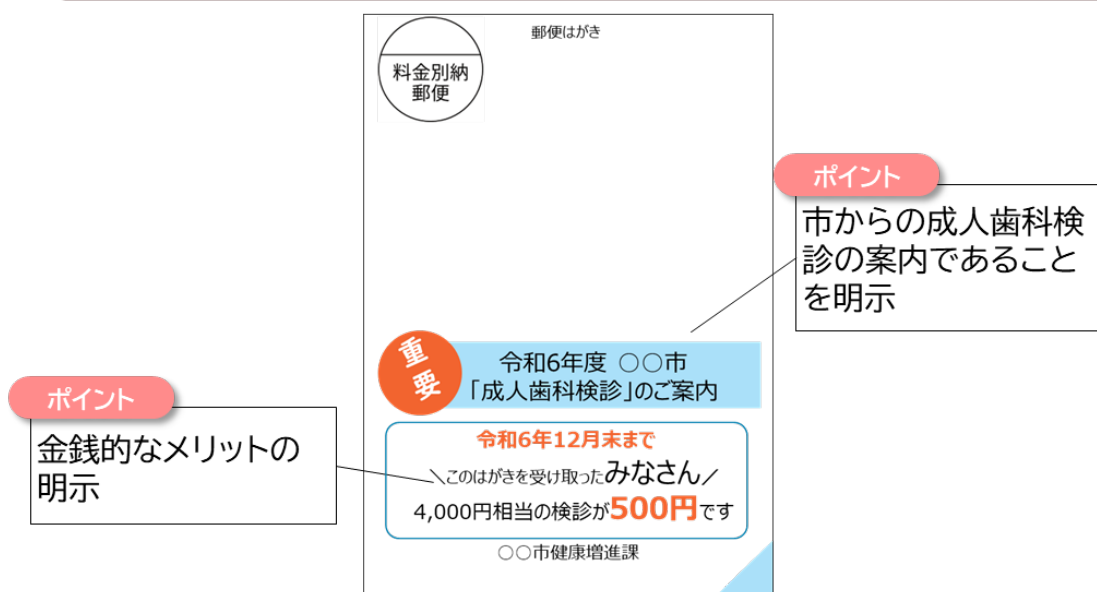 郵便はがき
料金別納
郵便
ポイント
市からの成人歯科検
診の案内であること
を明示
重要
令和6年度 〇〇市
「成人歯科検診」のご案内
ポイント
金銭的なメリットの
明示
令和6年12月末まで
＼このはがきを受け取ったみなさん／
4,000円相当の検診が500円です
〇〇市健康増進課